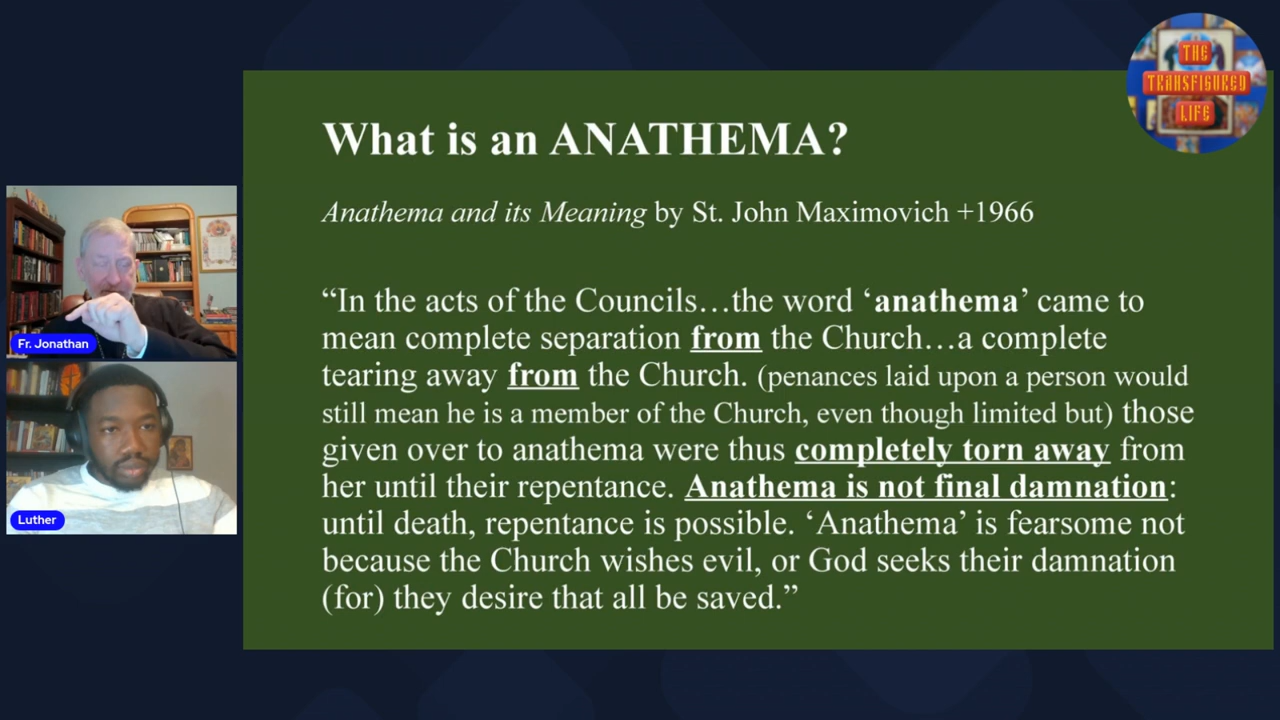 THE
TRANSFIGURED
LIFE
What is an ANATHEMA?
Anathema and its Meaning by St. John Maximovich +1966
“In the acts of the Councils…the word ‘anathema’ came to
mean complete separation from the Church…a complete
tearing away from the Church. (penances laid upon a person would
still mean he is a member of the Church, even though limited but) those
given over to anathema were thus completely torn away from
her until their repentance. Anathema is not final damnation:
until death, repentance is possible. ‘Anathema’ is fearsome not
because the Church wishes evil, or God seeks their damnation
(for) they desire that all be saved.”
Fr. Jonathan
Luther